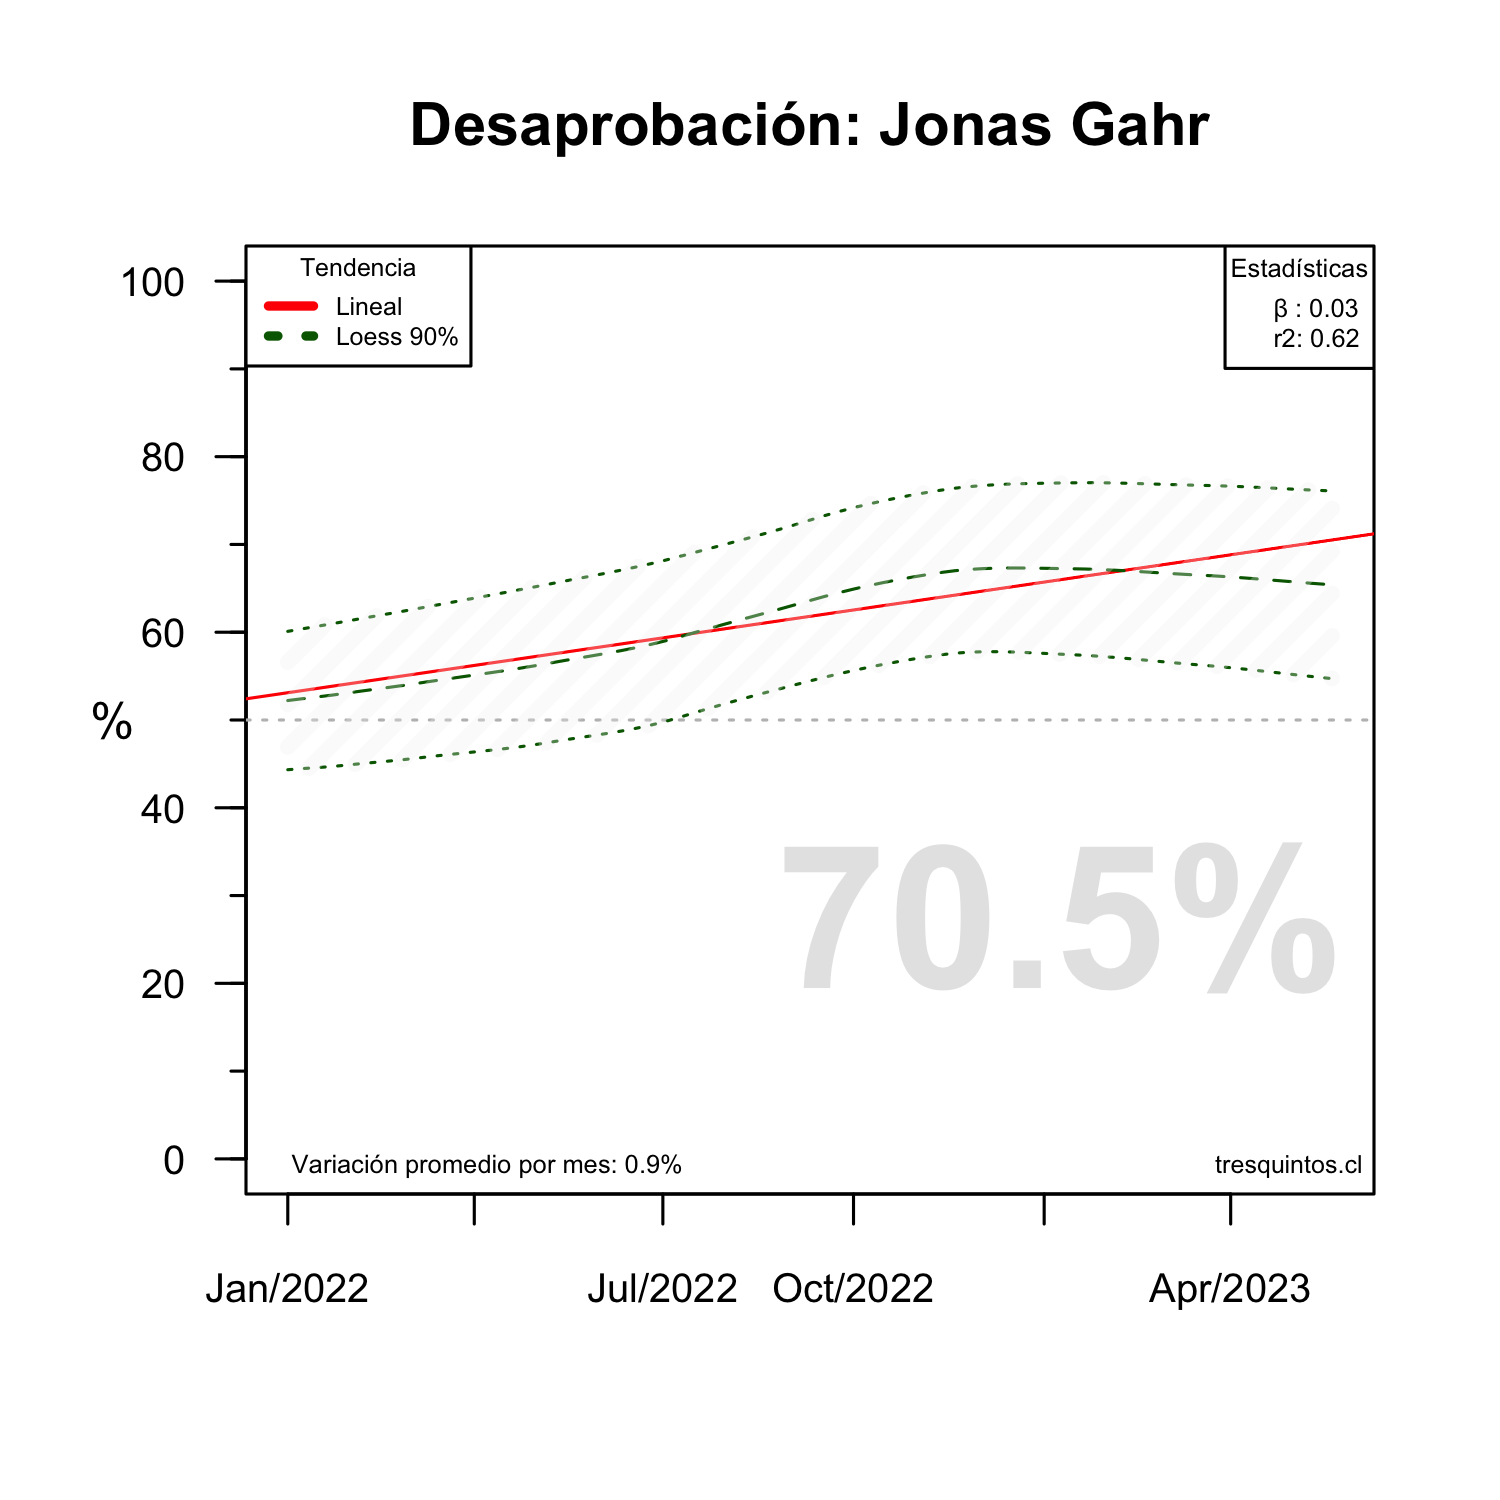 Desaprobación: Jonas Gahr
Tendencia
Lineal
Loess 90%
Estadísticas
β : 0.03
r2: 0.62
100
80
60
%
40
20
0
70.5%
Variación promedio por mes: 0.9%
tresquintos.cl
Jan/2022 Jul/2022 Oct/2022 Apr/2023